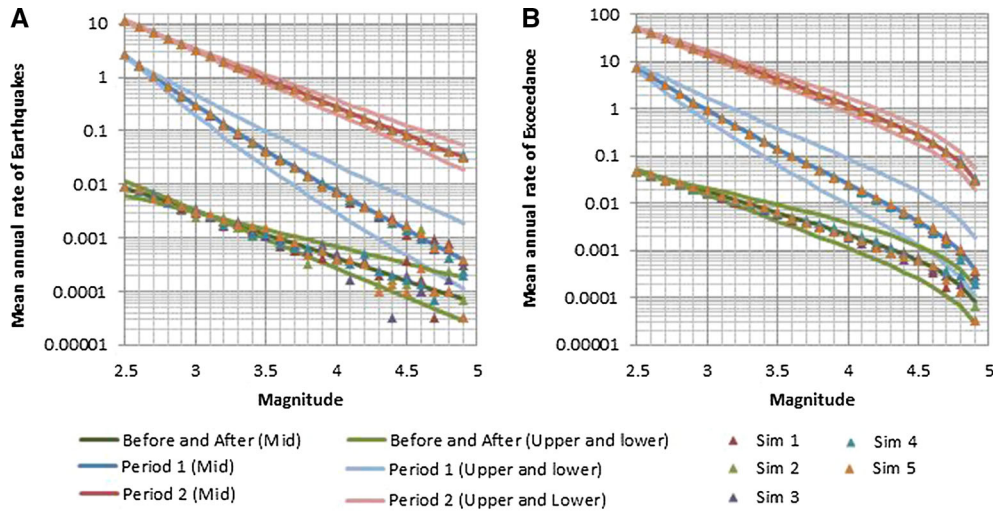 A
Mean annual rate of Earthquakes
10
1
0.1
0.01
0.001
0.0001
0.00001
2.5 3 3.5 4 4.5 5
Magnitude
B
Mean annual rate of Exceedance
100
10
1
0.1
0.01
0.001
0.0001
0.00001
2.5 3 3.5 4 4.5 5
Magnitude
Before and After (Mid)
Period 1 (Mid)
Period 2 (Mid)
Before and After (Upper and lower)
Period 1 (Upper and lower)
Period 2 (Upper and Lower)
Sim 1
Sim 2
Sim 3
Sim 4
Sim 5